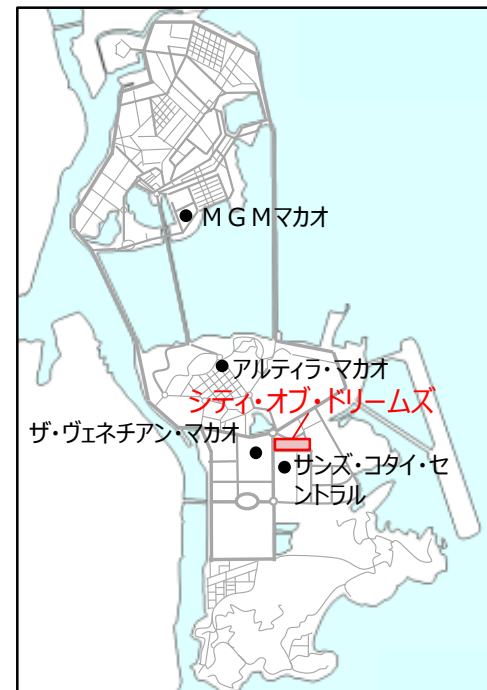 ＭＧＭマカオ
アルティラ・マカオ
シティ・オブ・ドリームズ
ザ・ヴェネチアン・マカオ
サンズ・コタイ・セ
ントラル